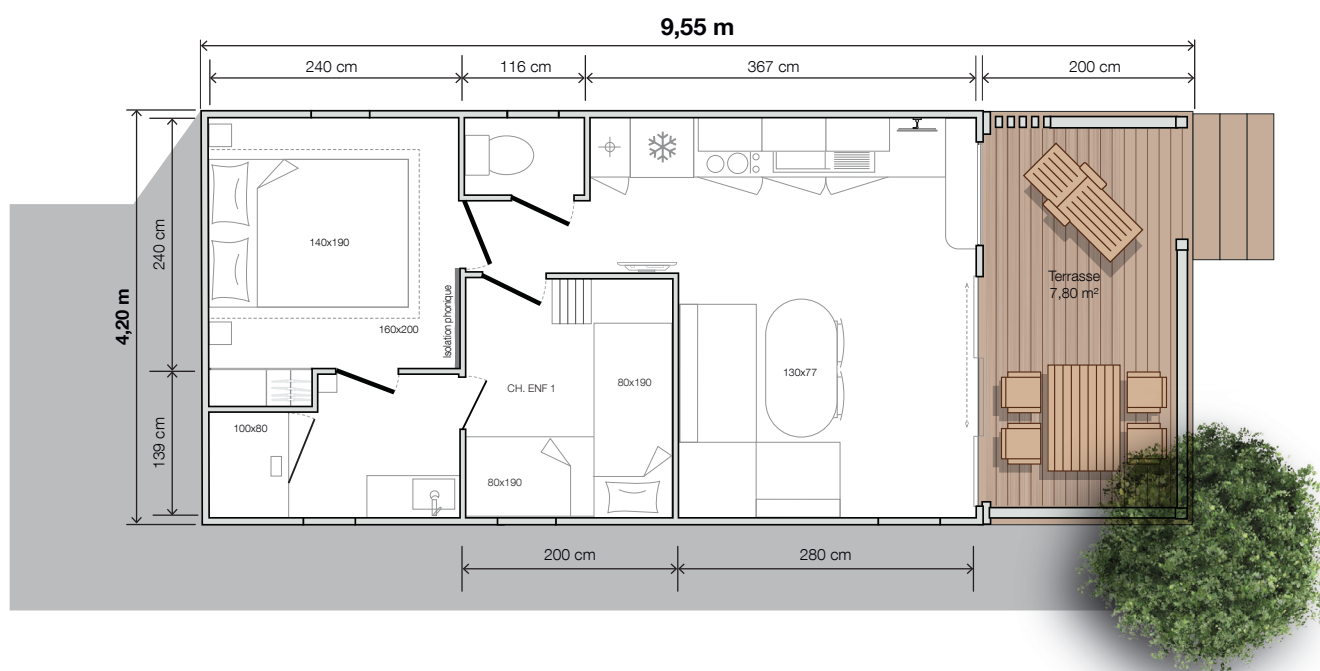 9,55 m
240 cm
116 cm
367 cm
200 cm
4,20 m
240 cm
139 cm
140x190
160x200
Isolation phonique
Terrasse
7,80 m²
130x77
CH. ENF 1
80x190
80x190
100x80
200 cm
280 cm